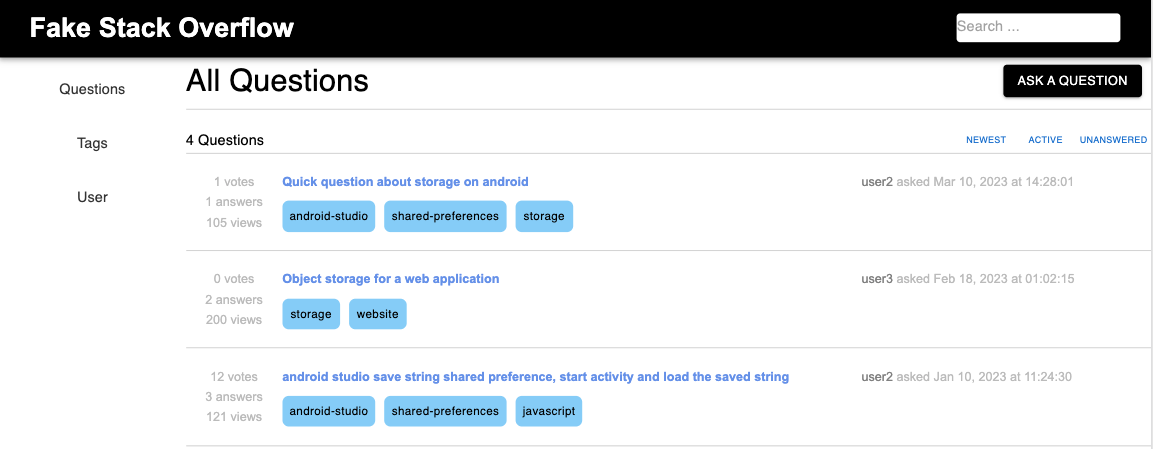 Fake Stack Overflow
Search ...
Questions
Tags
User
All Questions
ASK A QUESTION
4 Questions
NEWEST ACTIVE UNANSWERED
1 votes
1 answers
105 views
Quick question about storage on android
android-studio shared-preferences storage
user2 asked Mar 10, 2023 at 14:28:01
0 votes
2 answers
200 views
Object storage for a web application
storage website
user3 asked Feb 18, 2023 at 01:02:15
12 votes
3 answers
121 views
android studio save string shared preference, start activity and load the saved string
android-studio shared-preferences javascript
user2 asked Jan 10, 2023 at 11:24:30